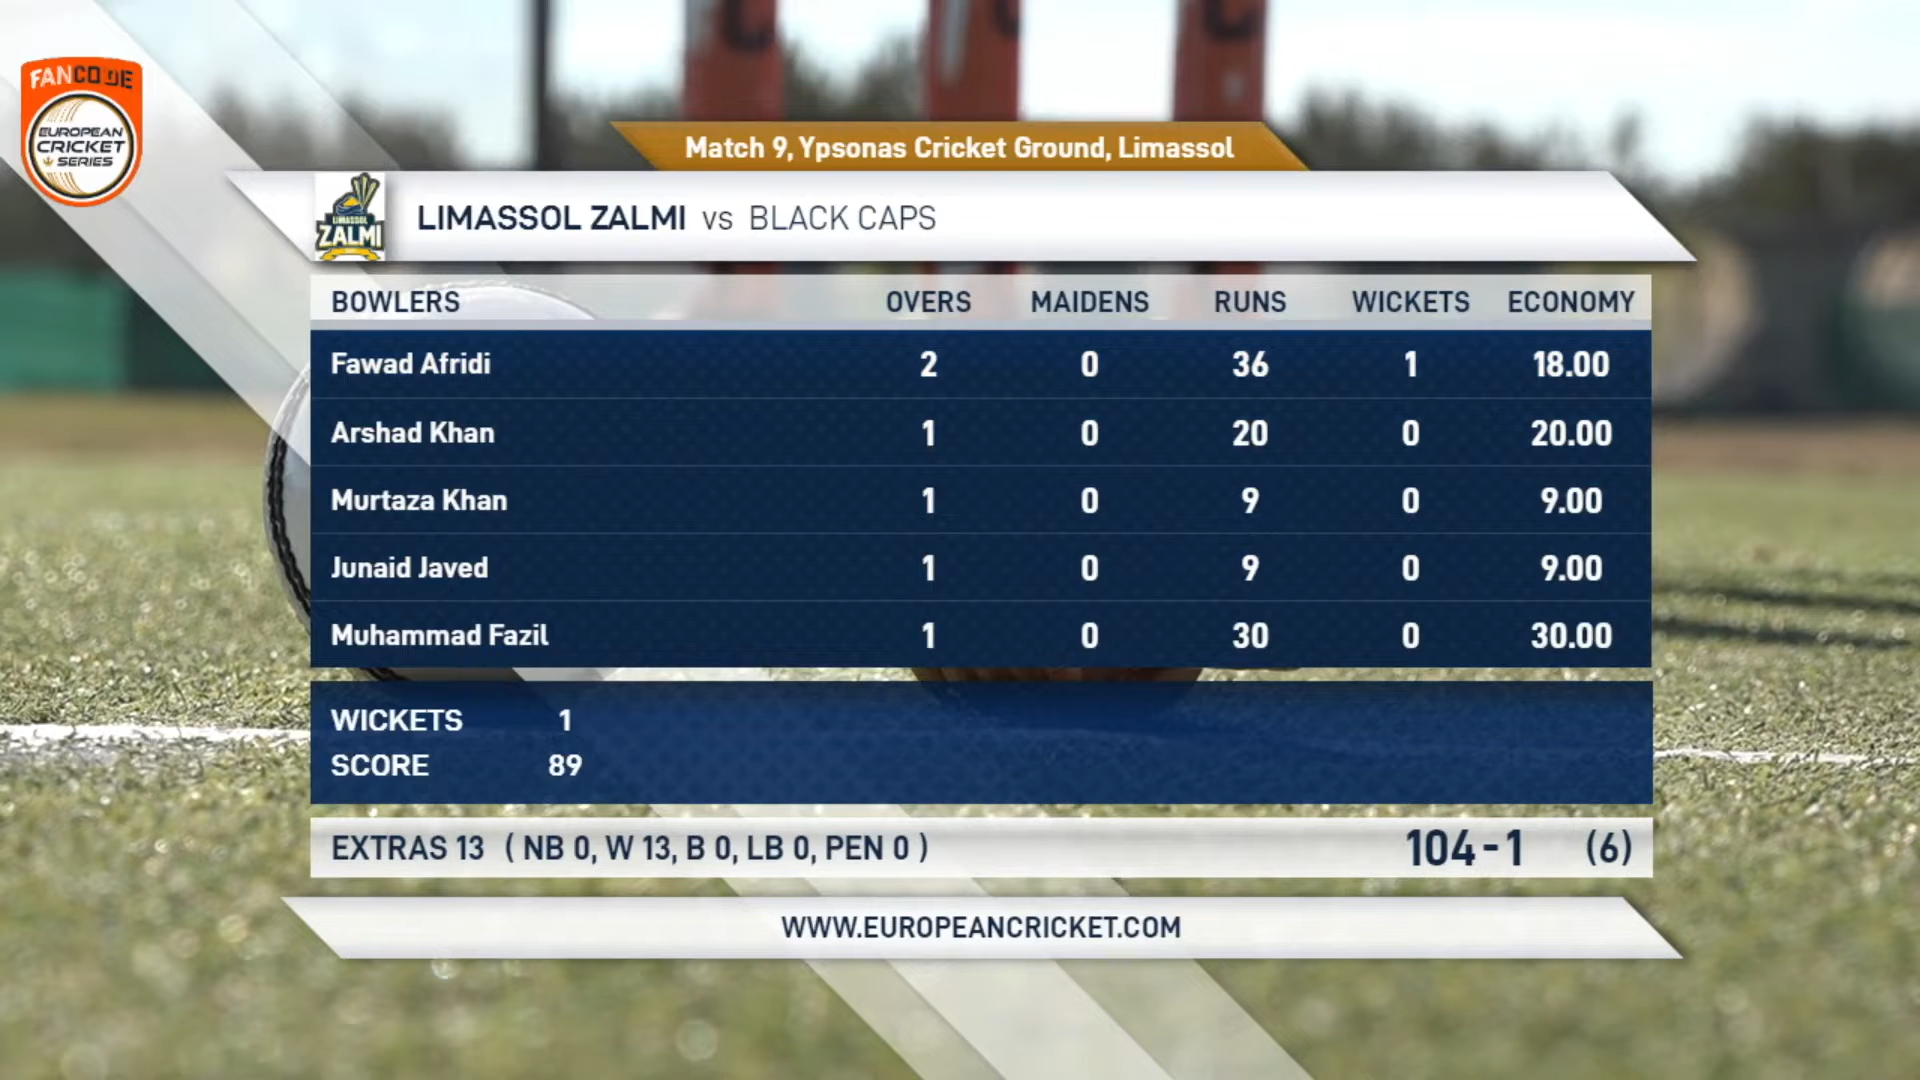 FANCODE
EUROPEAN
CRICKET
SERIES
Match 9, Ypsonas Cricket Ground, Limassol
LIMASSOL
ZALMI
LIMASSOL ZALMI vs BLACK CAPS
BOWLERS OVERS MAIDENS RUNS WICKETS ECONOMY
Fawad Afridi 2 0 36 1 18.00
Arshad Khan 1 0 20 0 20.00
Murtaza Khan 1 0 9 0 9.00
Junaid Javed 1 0 9 0 9.00
Muhammad Fazil 1 0 30 0 30.00
WICKETS 1
SCORE 89
EXTRAS 13 ( NB 0, W 13, B 0, LB 0, PEN 0 ) 104-1 (6)
WWW.EUROPEANCRICKET.COM